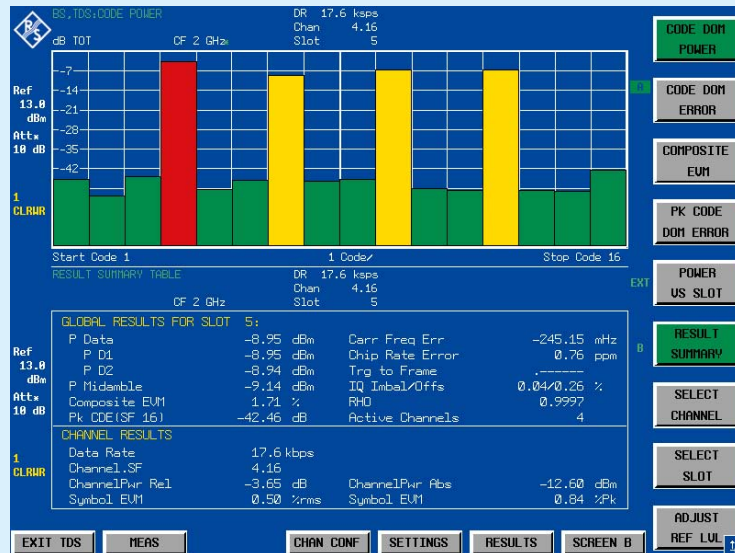 BS,TDS:CODE POWER DR 17.6 ksps
Chan 4.16
dB TOT CF 2 GHz* Slot 5
-7
-14
-21
-28
-35
-42
Ref
13.0
dBm
Att*
10 dB
1
CLRWR
A
Start Code 1 1 Code/ Stop Code 16
RESULT SUMMARY TABLE DR 17.6 ksps
Chan 4.16
CF 2 GHz Slot 5
EXT
GLOBAL RESULTS FOR SLOT 5:
P Data -8.95 dBm Carr Freq Err -245.15 mHz
P D1 -8.95 dBm Chip Rate Error 0.76 ppm
P D2 -8.94 dBm Trg to Frame .------
P Midamble -9.14 dBm IQ Imbal/Offs 0.04/0.26 %
Composite EVM 1.71 % RHO 0.9997
Pk CDE(SF 16) -42.46 dB Active Channels 4
CHANNEL RESULTS
Data Rate 17.6 kbps
Channel.SF 4.16
ChannelPwr Rel -3.65 dB ChannelPwr Abs -12.60 dBm
Symbol EVM 0.50 %rms Symbol EVM 0.84 %Pk
Ref
13.0
dBm
Att*
10 dB
1
CLRWR
B
CODE DOM
POWER
CODE DOM
ERROR
COMPOSITE
EVM
PK CODE
DOM ERROR
POWER
VS SLOT
RESULT
SUMMARY
SELECT
CHANNEL
SELECT
SLOT
ADJUST
REF LVL
EXIT TDS MEAS CHAN CONF SETTINGS RESULTS SCREEN B